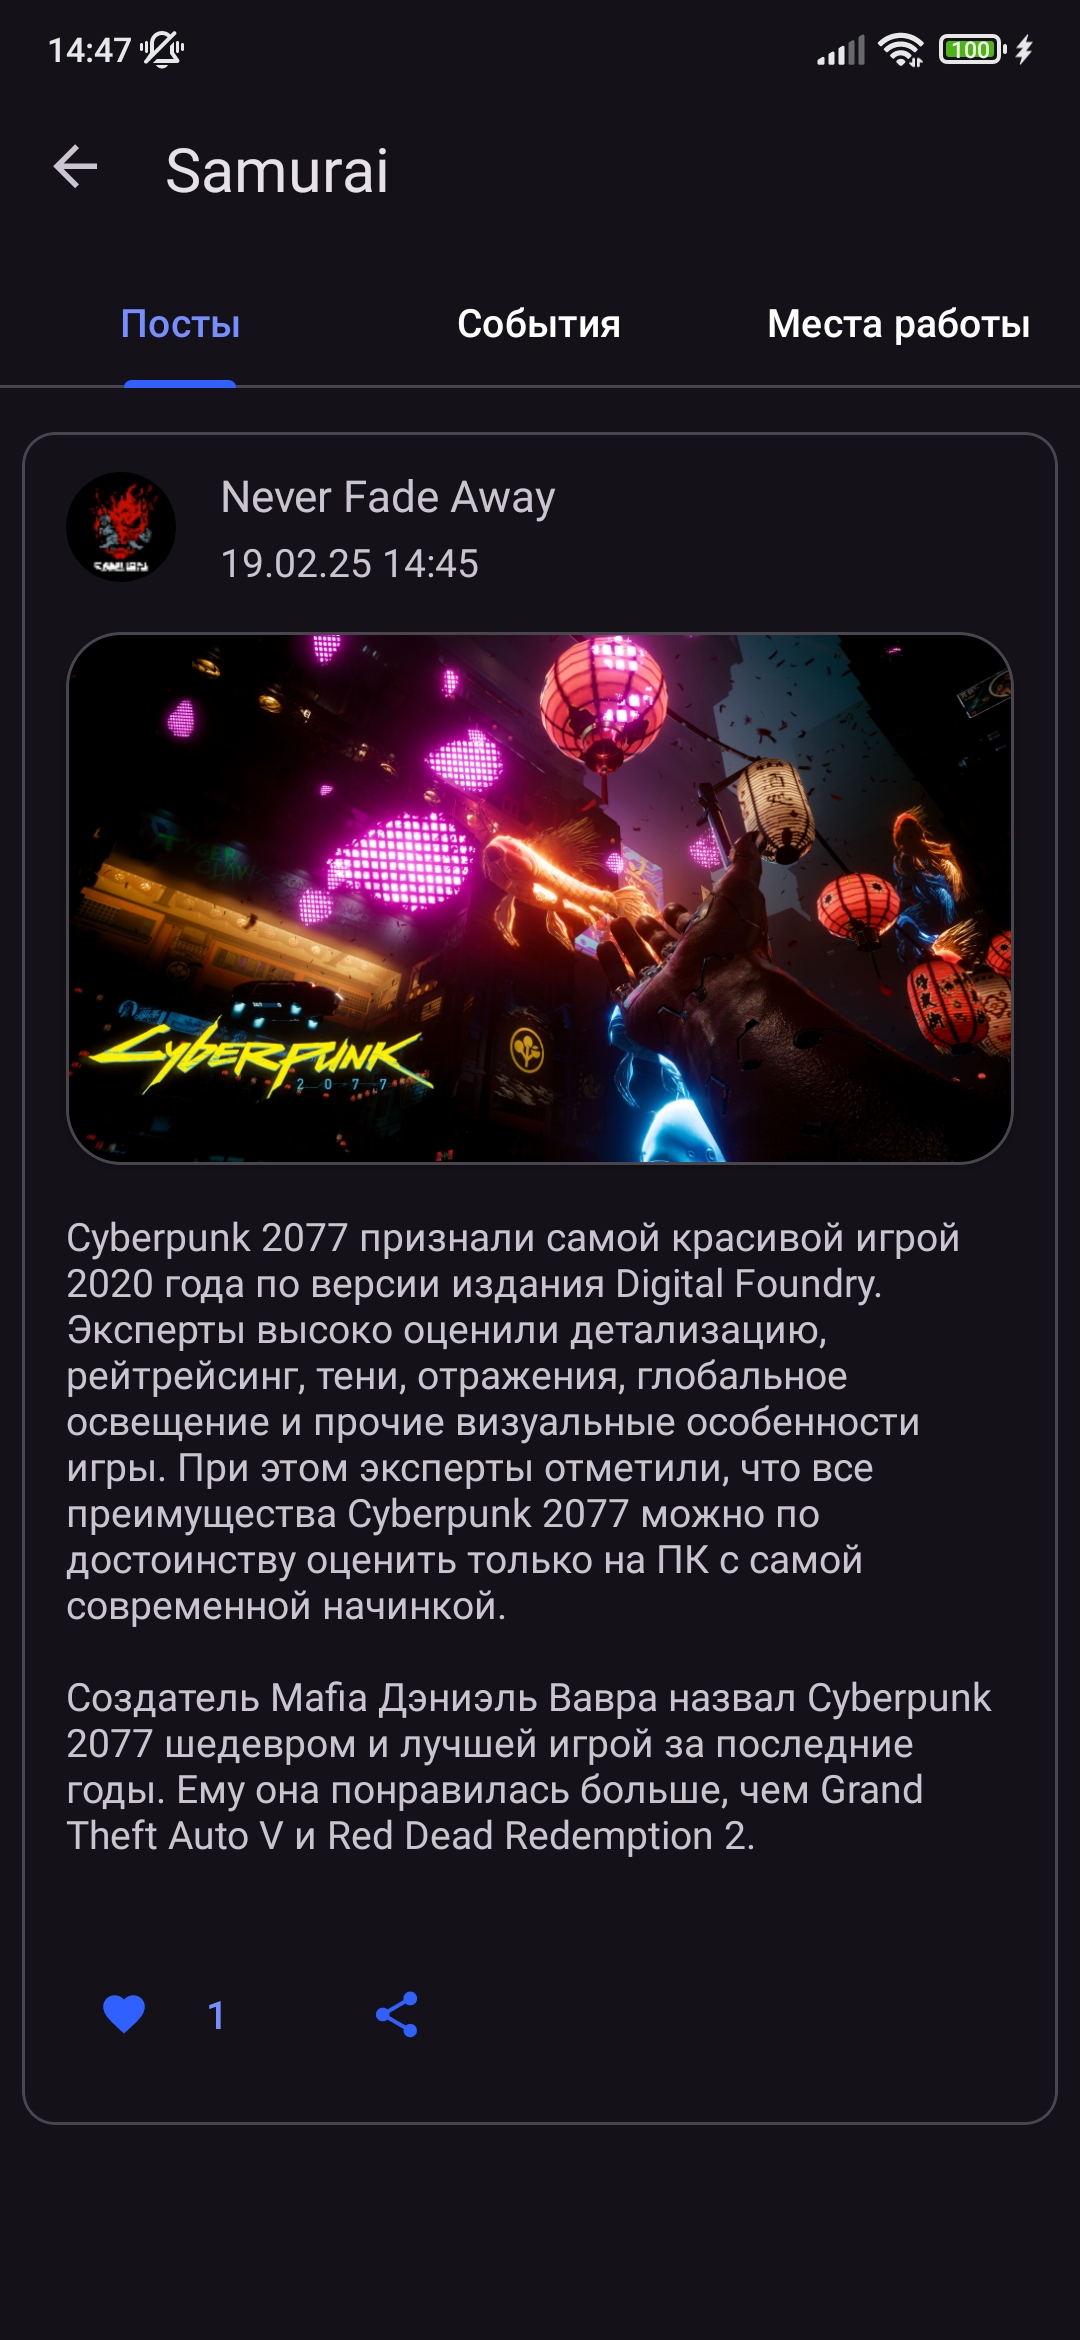 14:47
100
Samurai
Посты
События
Места работы
Never Fade Away
19.02.25 14:45
SAMURAI
CYBERPUNK
2077
Cyberpunk 2077 признали самой красивой игрой
2020 года по версии издания Digital Foundry.
Эксперты высоко оценили детализацию,
рейтрейсинг, тени, отражения, глобальное
освещение и прочие визуальные особенности
игры. При этом эксперты отметили, что все
преимущества Cyberpunk 2077 можно по
достоинству оценить только на ПК с самой
современной начинкой.
Создатель Mafia Дэниэль Вавра назвал Cyberpunk
2077 шедевром и лучшей игрой за последние
годы. Ему она понравилась больше, чем Grand
Theft Auto V и Red Dead Redemption 2.
1